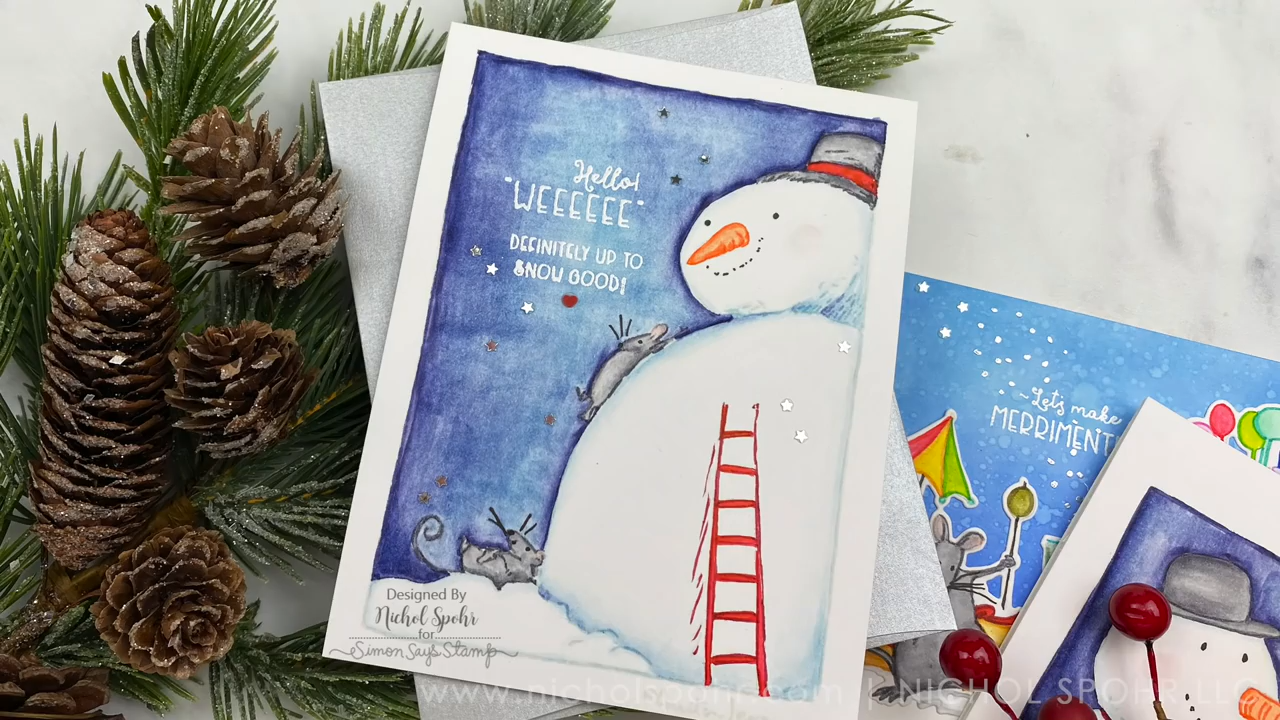 Hello!
"WEEEEEE"
DEFINITELY UP TO
SNOW GOOD!
~Let's make
MERRIMENT
Designed By
Nichol Spohr
for
Simon Says Stamp
www.nicholspohr.com | NICHOL SPOHR LLC